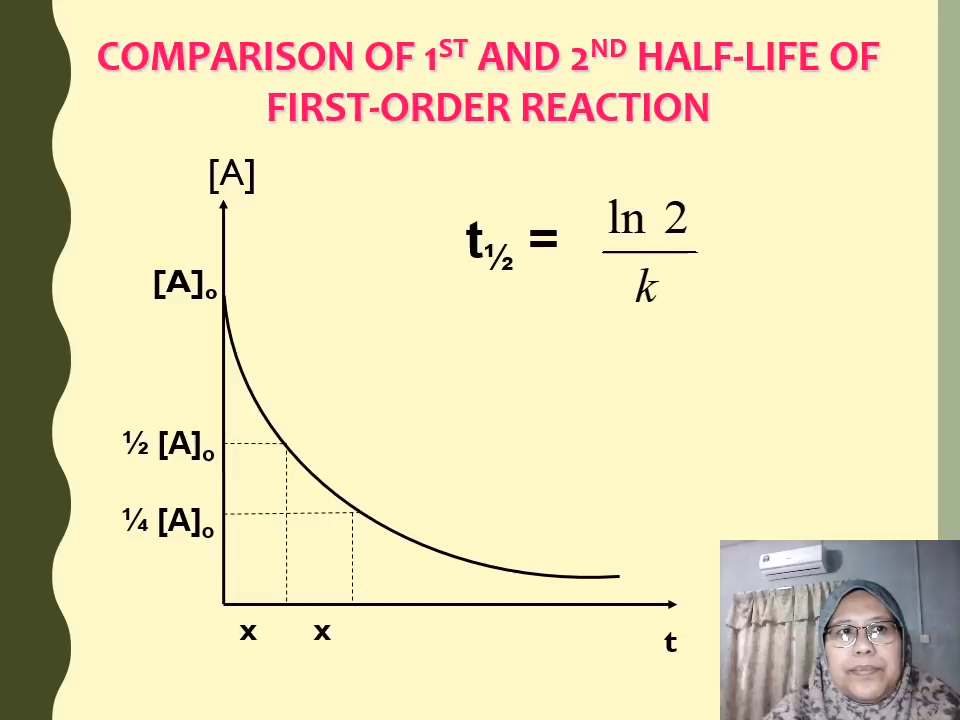 COMPARISON OF 1ST AND 2ND HALF-LIFE OF
FIRST-ORDER REACTION
[A]
t½ = ln 2 / k
[A]o
½ [A]o
¼ [A]o
x x
t